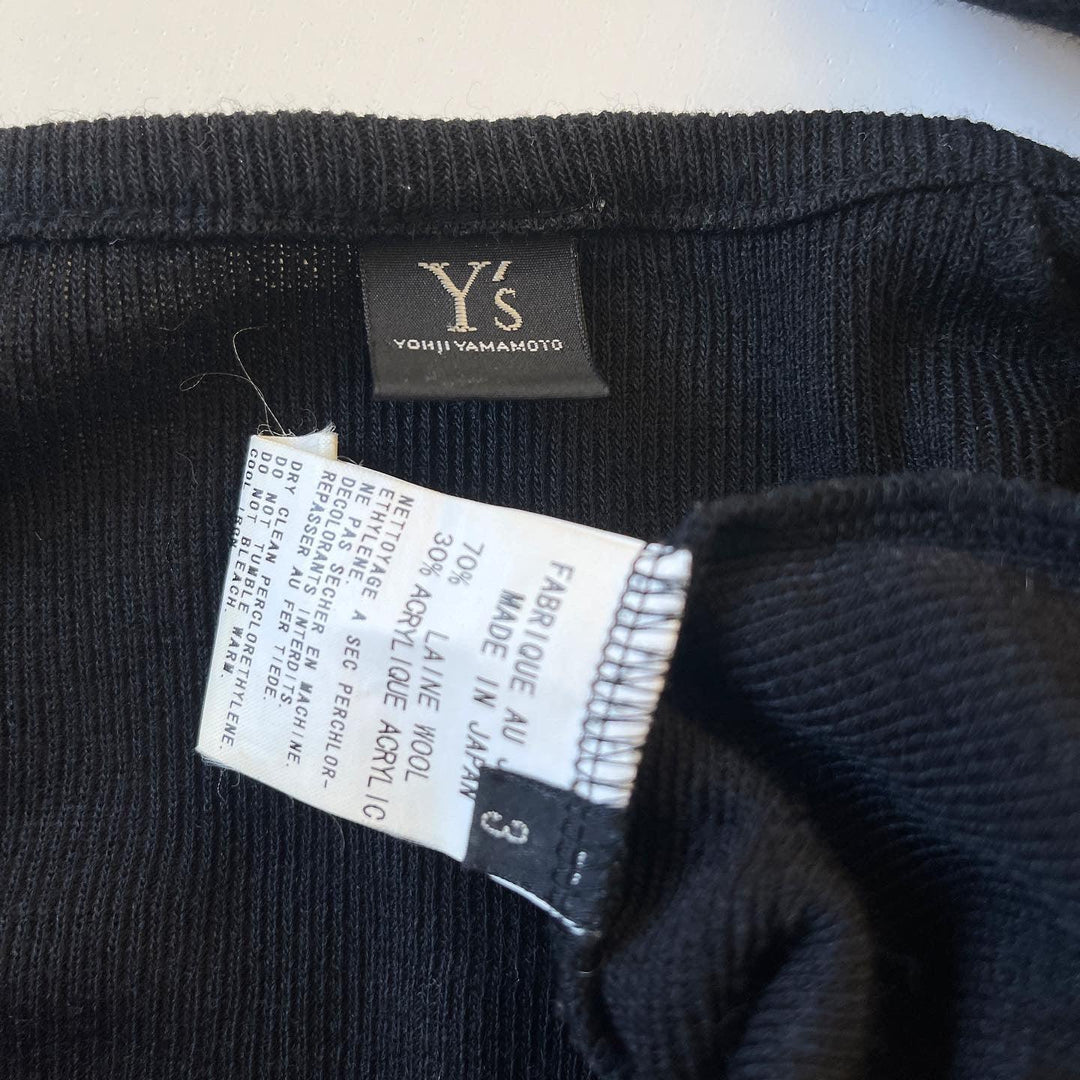 Y's
YOHJI YAMAMOTO
FABRIQUE AU
MADE IN JAPAN
70% LAINE WOOL
30% ACRYLIQUE ACRYLIC
NETTOYAGE A SEC PERCHLOR-
ETHYLENE.
NE PAS SECHER EN MACHINE
DECOLORANTS INTERDITS
REPASSER AU FER TIEDE.
DRY CLEAN PERCLORETHYLENE.
DO NOT TUMBLE
DO NOT BLEACH
COOL IRON WARM.
3